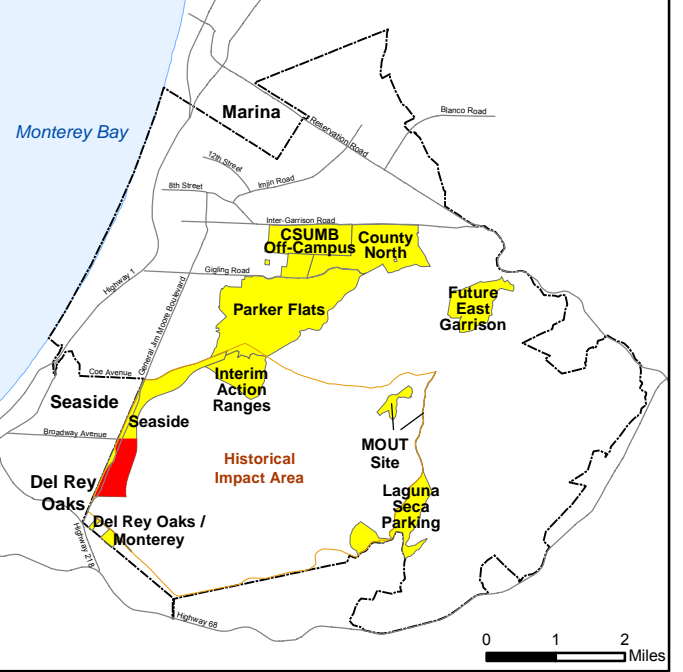 Marina
Monterey Bay
Blanco Road
Reservation Road
12th Street
Imjin Road
8th Street
Inter-Garrison Road
CSUMB
Off-Campus
County
North
Gigling Road
Highway 1
General Jim Moore Boulevard
Parker Flats
Future
East
Garrison
Coe Avenue
Interim
Action
Ranges
Seaside
Seaside
Broadway Avenue
MOUT
Site
Historical
Impact Area
Del Rey
Oaks
Laguna
Seca
Parking
Del Rey Oaks /
Monterey
Highway 218
Highway 68
0 1 2
Miles